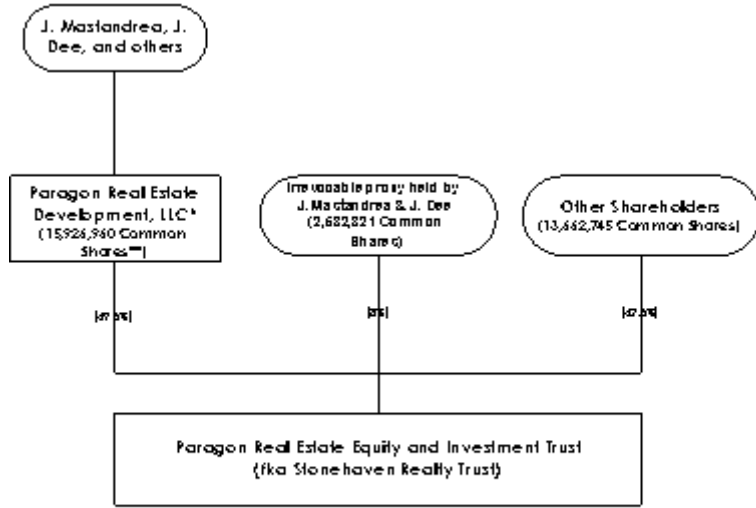 J. Mastandrea, J.
Dee, and others
Paragon Real Estate
Development, LLC*
(15,926,960 Common
Shares**)
Irrevocable proxy held by
J. Mastandrea & J. Dee
(2,682,821 Common
Shares)
Other Shareholders
(13,662,745 Common Shares)
Paragon Real Estate Equity and Investment Trust
(fka Stonehaven Realty Trust)